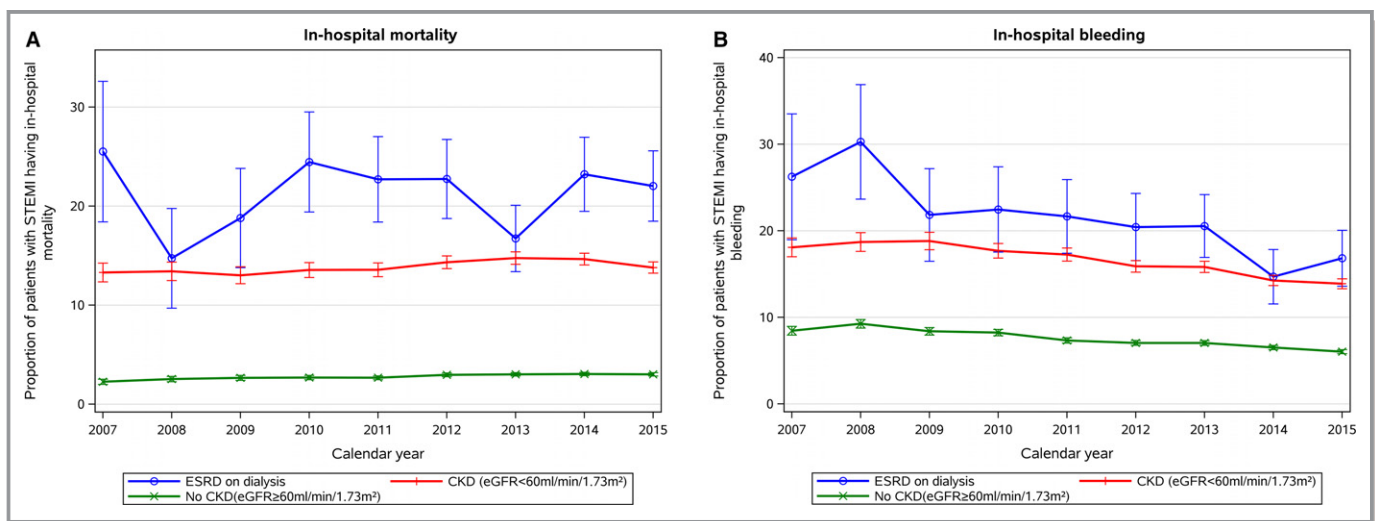 A
In-hospital mortality
Proportion of patients with STEMI having in-hospital
mortality
30
20
10
0
2007 2008 2009 2010 2011 2012 2013 2014 2015
Calendar year
ESRD on dialysis
CKD (eGFR<60ml/min/1.73m²)
No CKD(eGFR≥60ml/min/1.73m²)
B
In-hospital bleeding
Proportion of patients with STEMI having in-hospital
bleeding
40
30
20
10
0
2007 2008 2009 2010 2011 2012 2013 2014 2015
Calendar year
ESRD on dialysis
CKD (eGFR<60ml/min/1.73m²)
No CKD(eGFR≥60ml/min/1.73m²)